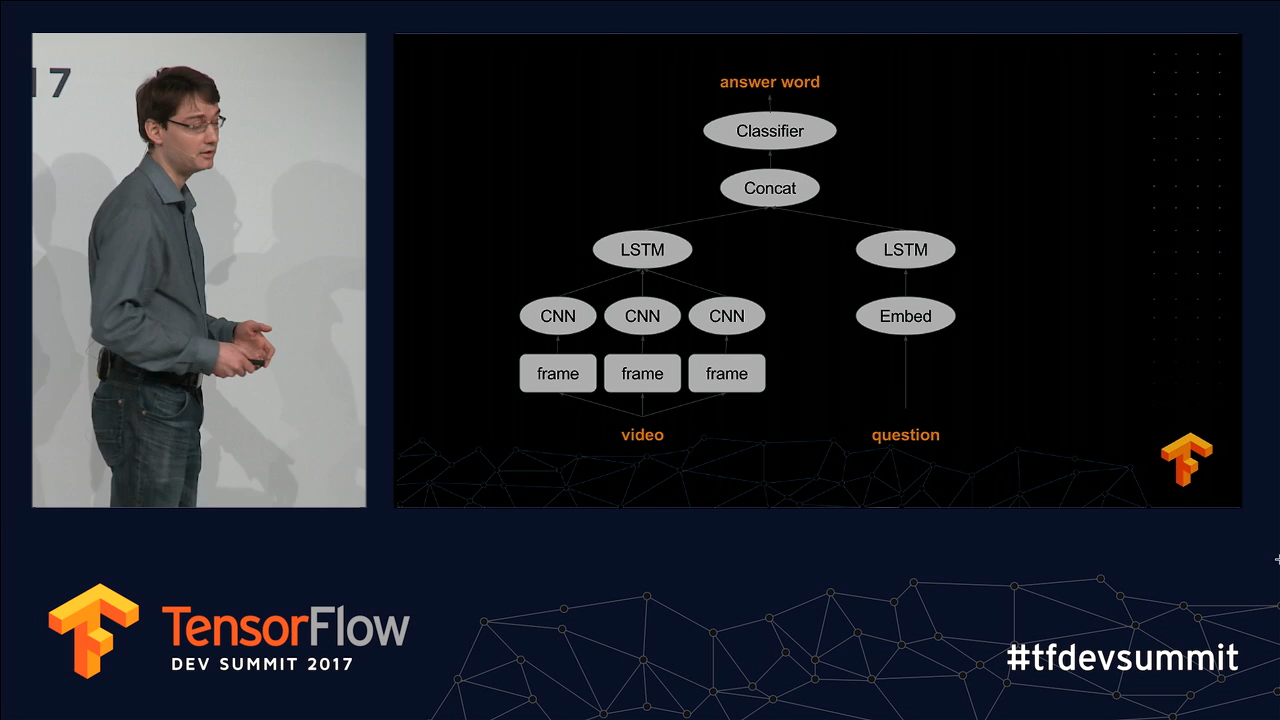 17
answer word
Classifier
Concat
LSTM LSTM
CNN CNN CNN Embed
frame frame frame
video question
TensorFlow
DEV SUMMIT 2017
#tfdevsummit